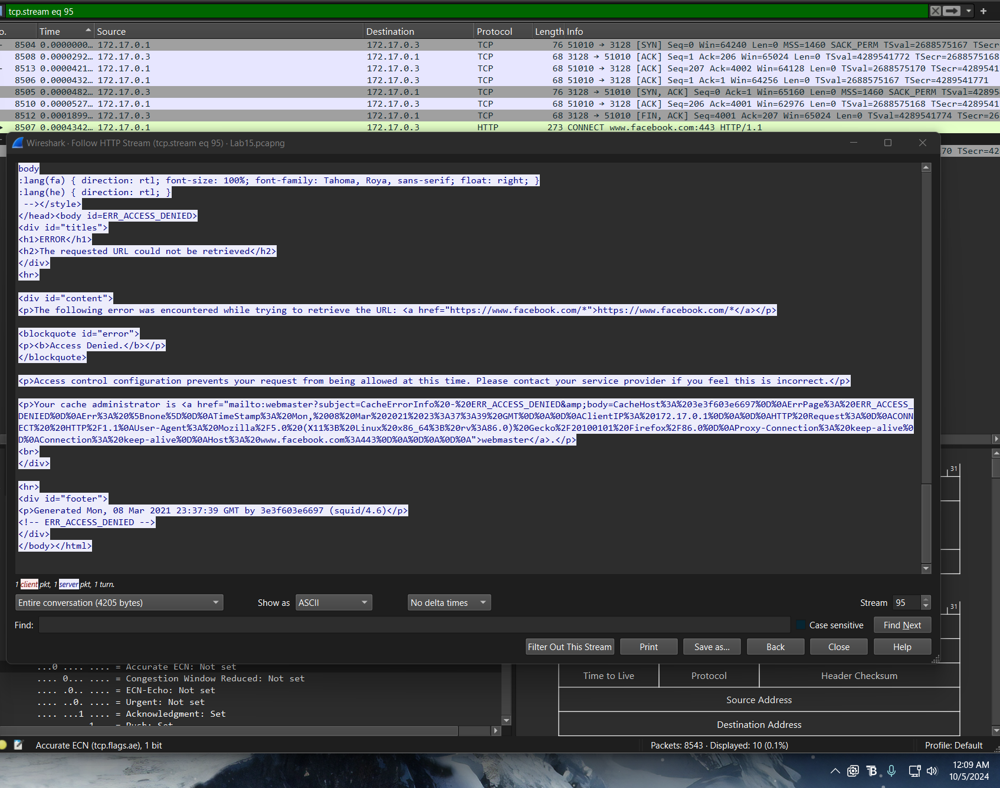 tcp.stream eq 95
o. Time Source Destination Protocol Length Info
8504 0.0000000… 172.17.0.1 172.17.0.3 TCP 76 51010 → 3128 [SYN] Seq=0 Win=64240 Len=0 MSS=1460 SACK_PERM TSval=2688575167 TSecr
8508 0.0000292… 172.17.0.3 172.17.0.1 TCP 68 3128 → 51010 [ACK] Seq=1 Ack=206 Win=65024 Len=0 TSval=4289541772 TSecr=2688575168
8513 0.0000421… 172.17.0.1 172.17.0.3 TCP 68 51010 → 3128 [ACK] Seq=207 Ack=4002 Win=64128 Len=0 TSval=2688575170 TSecr=4289541
8506 0.0000432… 172.17.0.1 172.17.0.3 TCP 68 51010 → 3128 [ACK] Seq=1 Ack=1 Win=64256 Len=0 TSval=2688575167 TSecr=4289541771
8505 0.0000482… 172.17.0.3 172.17.0.1 TCP 76 3128 → 51010 [SYN, ACK] Seq=0 Ack=1 Win=65160 Len=0 MSS=1460 SACK_PERM TSval=42895
8510 0.0000527… 172.17.0.1 172.17.0.3 TCP 68 51010 → 3128 [ACK] Seq=206 Ack=4001 Win=62976 Len=0 TSval=2688575168 TSecr=4289541
8512 0.0001899… 172.17.0.3 172.17.0.1 TCP 68 3128 → 51010 [FIN, ACK] Seq=4001 Ack=207 Win=65024 Len=0 TSval=4289541774 TSecr=26
8507 0.0004342… 172.17.0.1 172.17.0.3 HTTP 273 CONNECT www.facebook.com:443 HTTP/1.1
Wireshark · Follow HTTP Stream (tcp.stream eq 95) · Lab15.pcapng
70 TSecr=42
body
:lang(fa) { direction: rtl; font-size: 100%; font-family: Tahoma, Roya, sans-serif; float: right; }
:lang(he) { direction: rtl; }
--></style>
</head><body id=ERR_ACCESS_DENIED>
<div id="titles">
<h1>ERROR</h1>
<h2>The requested URL could not be retrieved</h2>
</div>
<hr>
<div id="content">
<p>The following error was encountered while trying to retrieve the URL: <a href="https://www.facebook.com/*">https://www.facebook.com/*</a></p>
<blockquote id="error">
<p><b>Access Denied.</b></p>
</blockquote>
<p>Access control configuration prevents your request from being allowed at this time. Please contact your service provider if you feel this is incorrect.</p>
<p>Your cache administrator is <a href="mailto:webmaster?subject=CacheErrorInfo%20-%20ERR_ACCESS_DENIED&amp;body=CacheHost%3A%203e3f603e6697%0D%0AErrPage%3A%20ERR_ACCESS_
DENIED%0D%0AErr%3A%20%5Bnone%5D%0D%0ATimeStamp%3A%20Mon,%2008%20Mar%202021%2023%3A37%3A39%20GMT%0D%0A%0D%0AClientIP%3A%20172.17.0.1%0D%0A%0D%0AHTTP%20Request%3A%0D%0ACONN
ECT%20%20HTTP%2F1.1%0AUser-Agent%3A%20Mozilla%2F5.0%20(X11%3B%20Linux%20x86_64%3B%20rv%3A86.0)%20Gecko%2F20100101%20Firefox%2F86.0%0D%0AProxy-Connection%3A%20keep-alive%0
D%0AConnection%3A%20keep-alive%0D%0AHost%3A%20www.facebook.com%3A443%0D%0A%0D%0A%0D%0A">webmaster</a>.</p>
<br>
</div>
<hr>
<div id="footer">
<p>Generated Mon, 08 Mar 2021 23:37:39 GMT by 3e3f603e6697 (squid/4.6)</p>
<!-- ERR_ACCESS_DENIED -->
</div>
</body></html>
31
1 client pkt, 1 server pkt, 1 turn.
Entire conversation (4205 bytes) Show as ASCII No delta times Stream 95
31
Find: Case sensitive Find Next
Filter Out This Stream Print Save as... Back Close Help
...0 .... .... = Accurate ECN: Not set
.... 0... .... = Congestion Window Reduced: Not set
.... .0.. .... = ECN-Echo: Not set
.... ..0. .... = Urgent: Not set
.... ...1 .... = Acknowledgment: Set
Time to Live Protocol Header Checksum
Source Address
Destination Address
Accurate ECN (tcp.flags.ae), 1 bit Packets: 8543 · Displayed: 10 (0.1%) Profile: Default
12:09 AM
10/5/2024